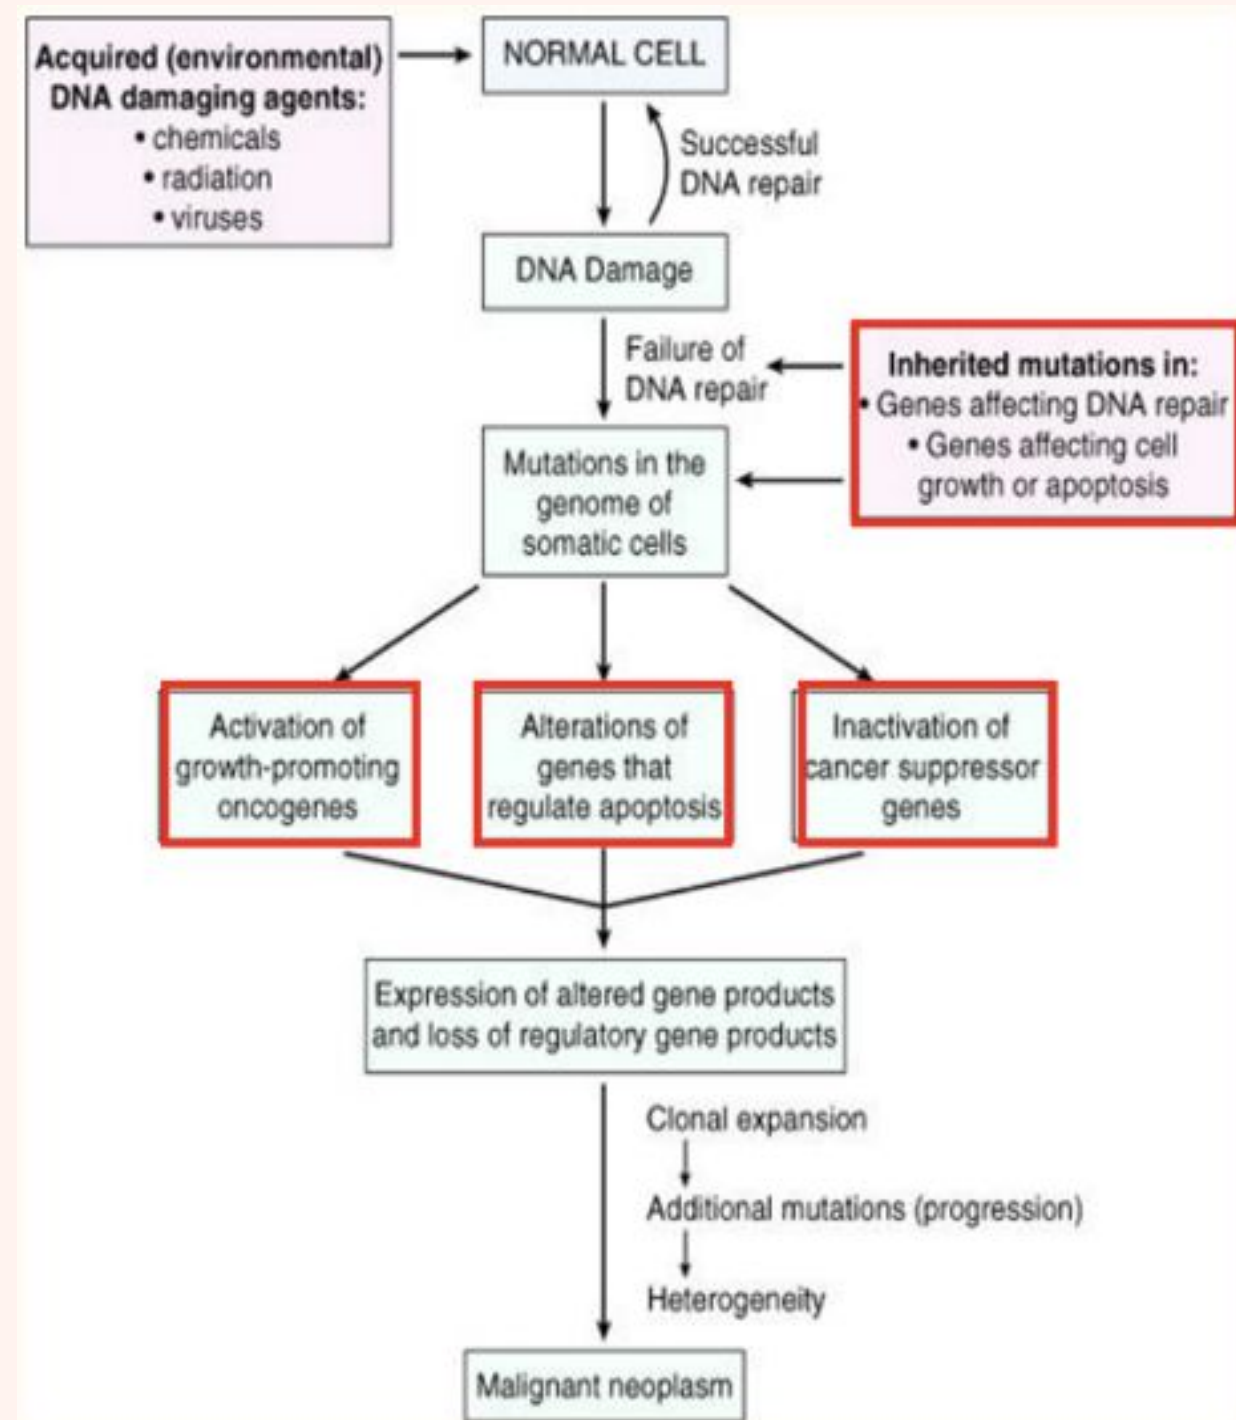 Acquired (environmental)
DNA damaging agents:
• chemicals
• radiation
• viruses
NORMAL CELL
Successful
DNA repair
DNA Damage
Failure of
DNA repair
Inherited mutations in:
• Genes affecting DNA repair
• Genes affecting cell
growth or apoptosis
Mutations in the
genome of
somatic cells
Activation of
growth-promoting
oncogenes
Alterations of
genes that
regulate apoptosis
Inactivation of
cancer suppressor
genes
Expression of altered gene products
and loss of regulatory gene products
Clonal expansion
Additional mutations (progression)
Heterogeneity
Malignant neoplasm